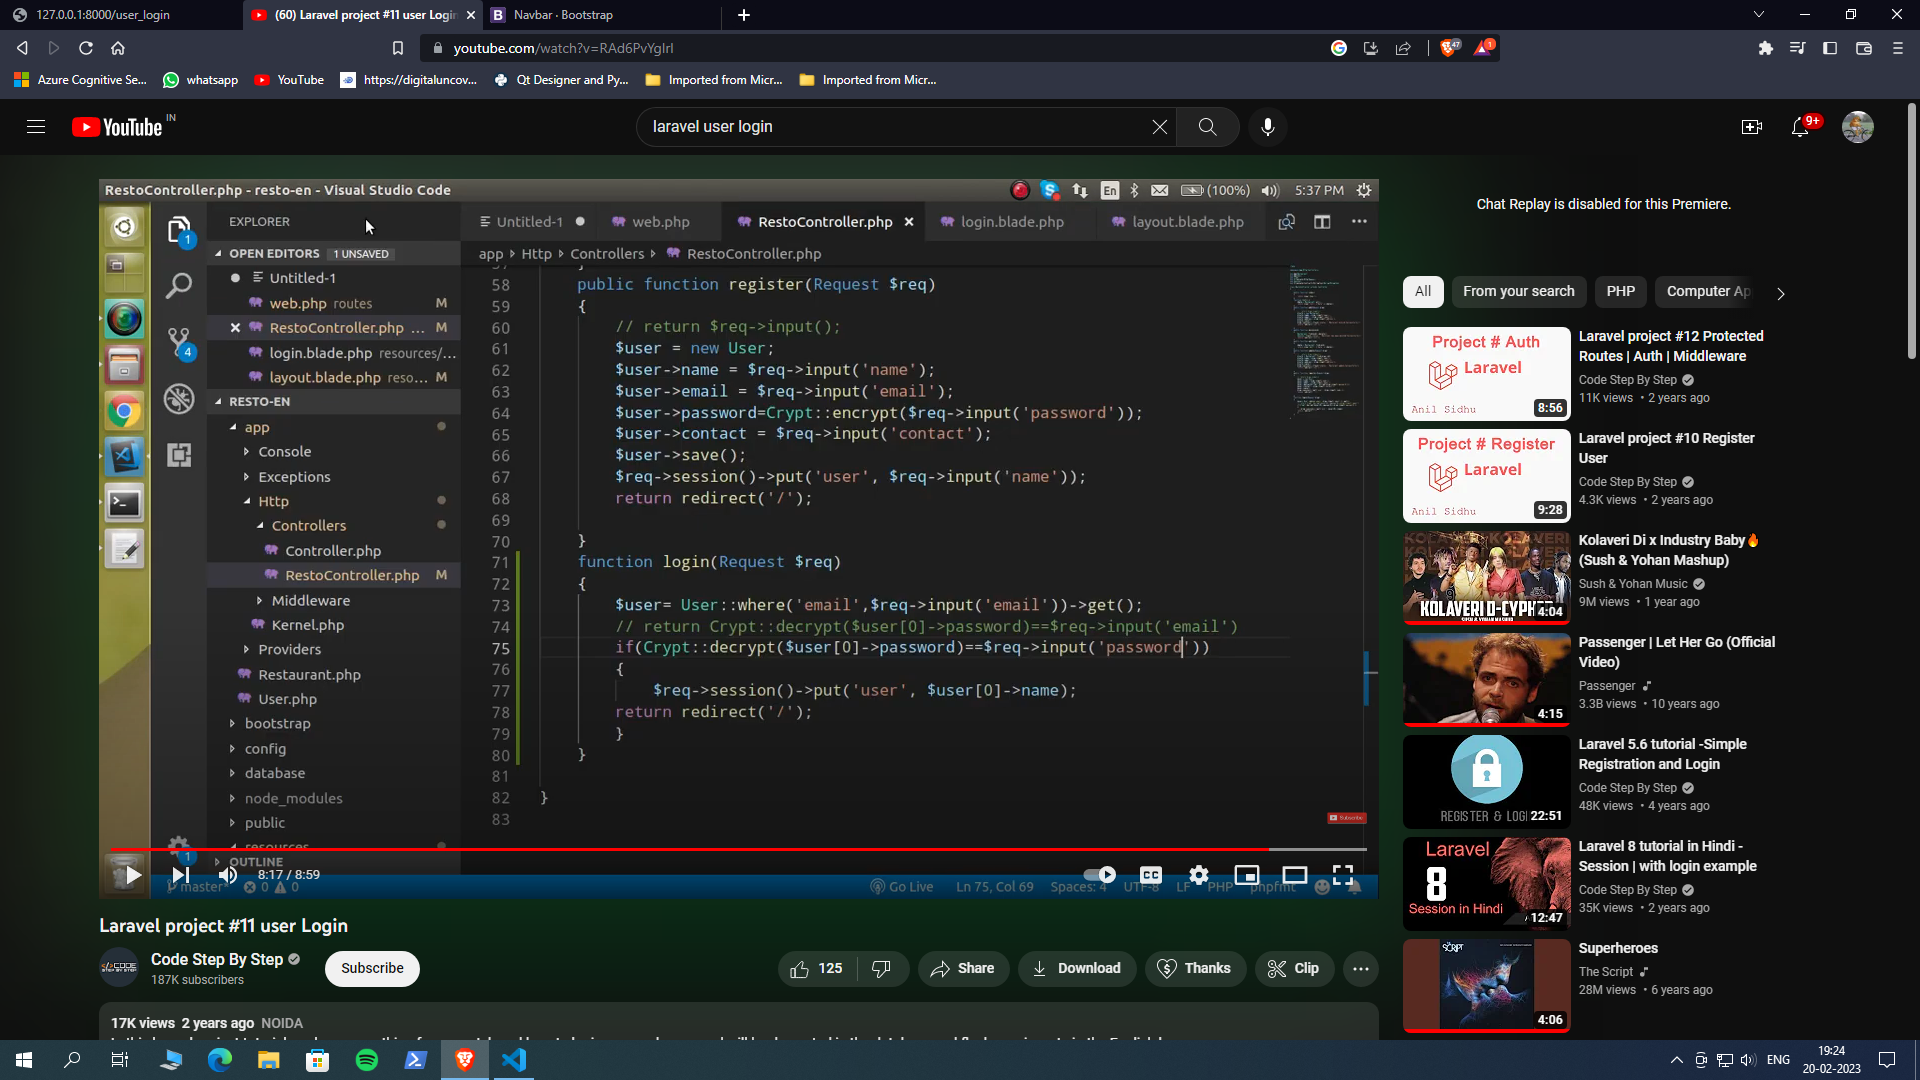 127.0.0.1:8000/user_login
(60) Laravel project #11 user Login
Navbar · Bootstrap
youtube.com/watch?v=RAd6PvYgIrI
47
1
Azure Cognitive Se...
whatsapp
YouTube
https://digitaluncov...
Qt Designer and Py...
Imported from Micr...
Imported from Micr...
YouTube IN
laravel user login
9+
RestoController.php - resto-en - Visual Studio Code
En
(100%)
5:37 PM
EXPLORER
Untitled-1
web.php
RestoController.php
login.blade.php
layout.blade.php
OPEN EDITORS 1 UNSAVED
app
Http
Controllers
RestoController.php
1
4
1
Untitled-1
web.php routes M
RestoController.php ... M
login.blade.php resources/...
layout.blade.php reso... M
RESTO-EN
app
Console
Exceptions
Http
Controllers
Controller.php
RestoController.php M
Middleware
Kernel.php
Providers
Restaurant.php
User.php
bootstrap
config
database
node_modules
public
resources
OUTLINE
58 public function register(Request $req)
59 {
60 // return $req->input();
61 $user = new User;
62 $user->name = $req->input('name');
63 $user->email = $req->input('email');
64 $user->password=Crypt::encrypt($req->input('password'));
65 $user->contact = $req->input('contact');
66 $user->save();
67 $req->session()->put('user', $req->input('name'));
68 return redirect('/');
69
70 }
71 function login(Request $req)
72 {
73 $user= User::where('email',$req->input('email'))->get();
74 // return Crypt::decrypt($user[0]->password)==$req->input('email')
75 if(Crypt::decrypt($user[0]->password)==$req->input('password'))
76 {
77 $req->session()->put('user', $user[0]->name);
78 return redirect('/');
79 }
80 }
81
82 }
83
Subscribe
8:17 / 8:59
CC
master*
0
0
Go Live
Ln 75, Col 69
Spaces: 4
UTF-8
LF
PHP
phpfmt
Laravel project #11 user Login
Code Step By Step
187K subscribers
Subscribe
125
Share
Download
Thanks
Clip
17K views 2 years ago NOIDA
Chat Replay is disabled for this Premiere.
All
From your search
PHP
Computer Ap
Project # Auth
Laravel
Anil Sidhu
8:56
Laravel project #12 Protected
Routes | Auth | Middleware
Code Step By Step
11K views • 2 years ago
Project # Register
Laravel
Anil Sidhu
9:28
Laravel project #10 Register
User
Code Step By Step
4.3K views • 2 years ago
KOLAVERI D-CYPH
4:04
Kolaveri Di x Industry Baby🔥
(Sush & Yohan Mashup)
Sush & Yohan Music
9M views • 1 year ago
4:15
Passenger | Let Her Go (Official
Video)
Passenger
3.3B views • 10 years ago
REGISTER & LOGI
22:51
Laravel 5.6 tutorial -Simple
Registration and Login
Code Step By Step
48K views • 4 years ago
Laravel
8
Session in Hindi
12:47
Laravel 8 tutorial in Hindi -
Session | with login example
Code Step By Step
35K views • 2 years ago
SCRIPT
4:06
Superheroes
The Script
28M views • 6 years ago
ENG
19:24
20-02-2023